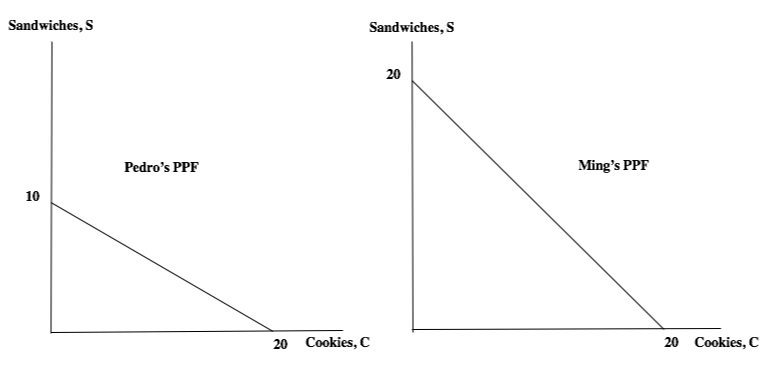 Sandwiches, S
10
Pedro's PPF
20
Cookies, C
Sandwiches, S
20
Ming's PPF
20
Cookies, C